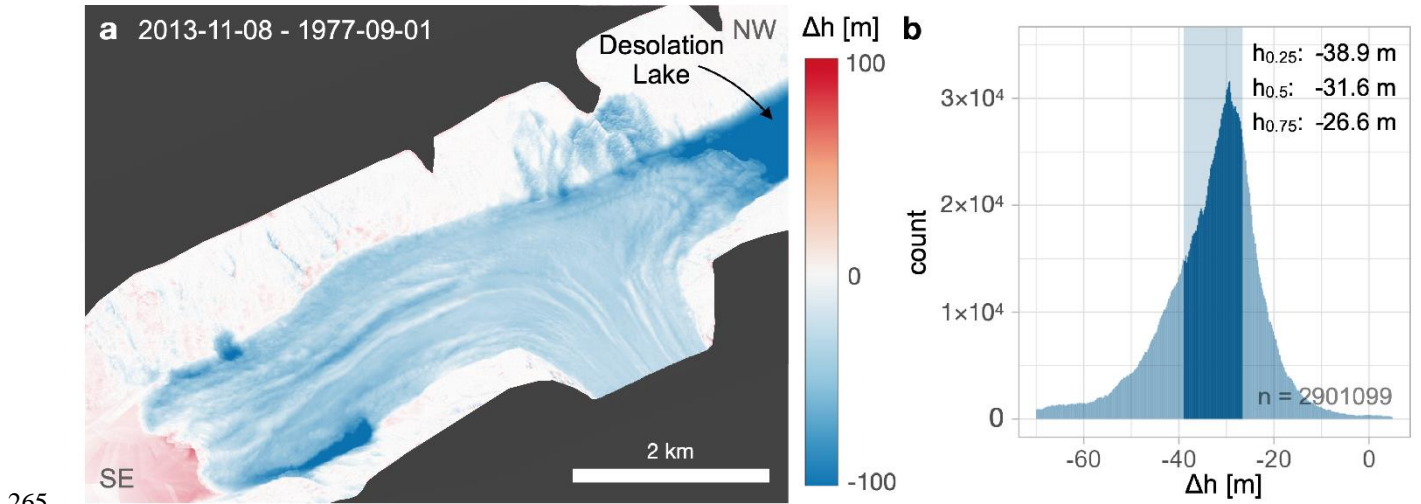 a 2013-11-08 - 1977-09-01
NW
Desolation
Lake
SE
2 km
Δh [m]
100
0
-100
b
h0.25: -38.9 m
h0.5: -31.6 m
h0.75: -26.6 m
3×10⁴
2×10⁴
1×10⁴
0
count
n = 2901099
-60 -40 -20 0
Δh [m]
265